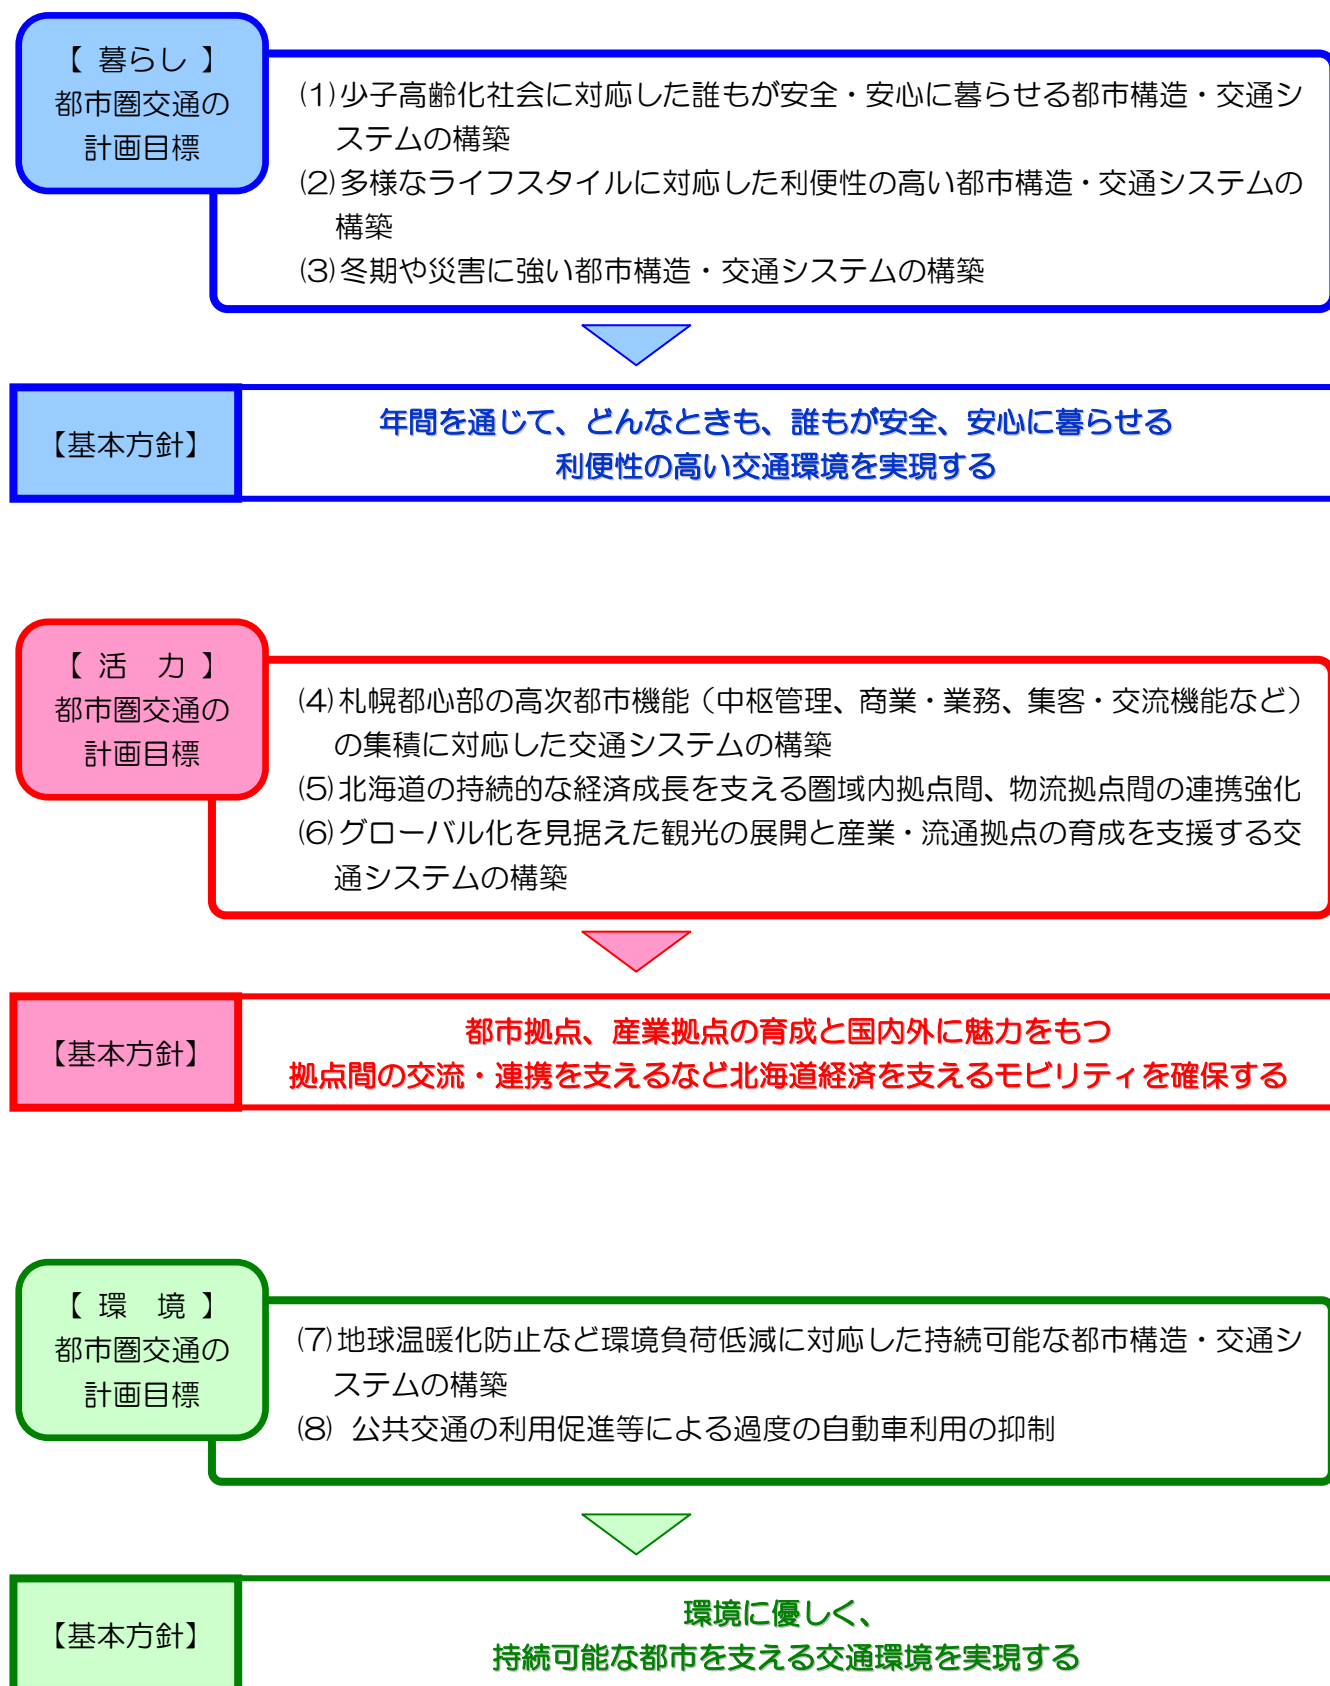 【 暮らし 】
都市圏交通の
計画目標
(1)少子高齢化社会に対応した誰もが安全・安心に暮らせる都市構造・交通シ
ステムの構築
(2)多様なライフスタイルに対応した利便性の高い都市構造・交通システムの
構築
(3)冬期や災害に強い都市構造・交通システムの構築
【基本方針】
年間を通じて、どんなときも、誰もが安全、安心に暮らせる
利便性の高い交通環境を実現する
【 活　力 】
都市圏交通の
計画目標
(4)札幌都心部の高次都市機能（中枢管理、商業・業務、集客・交流機能など）
の集積に対応した交通システムの構築
(5)北海道の持続的な経済成長を支える圏域内拠点間、物流拠点間の連携強化
(6)グローバル化を見据えた観光の展開と産業・流通拠点の育成を支援する交
通システムの構築
【基本方針】
都市拠点、産業拠点の育成と国内外に魅力をもつ
拠点間の交流・連携を支えるなど北海道経済を支えるモビリティを確保する
【 環　境 】
都市圏交通の
計画目標
(7)地球温暖化防止など環境負荷低減に対応した持続可能な都市構造・交通シ
ステムの構築
(8) 公共交通の利用促進等による過度の自動車利用の抑制
【基本方針】
環境に優しく、
持続可能な都市を支える交通環境を実現する